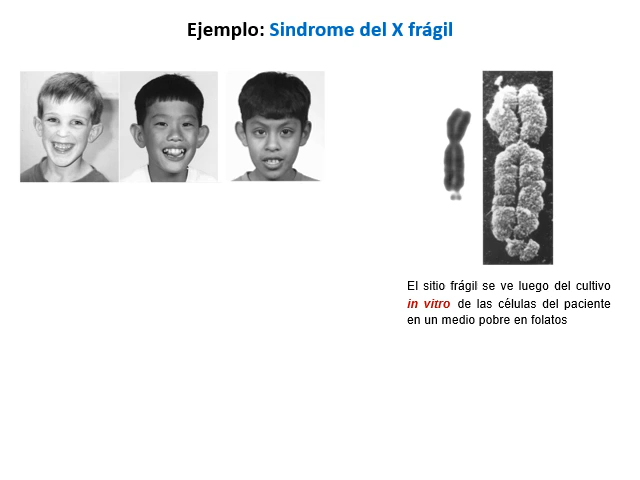 Ejemplo: Sindrome del X frágil
El sitio frágil se ve luego del cultivo
in vitro de las células del paciente
en un medio pobre en folatos